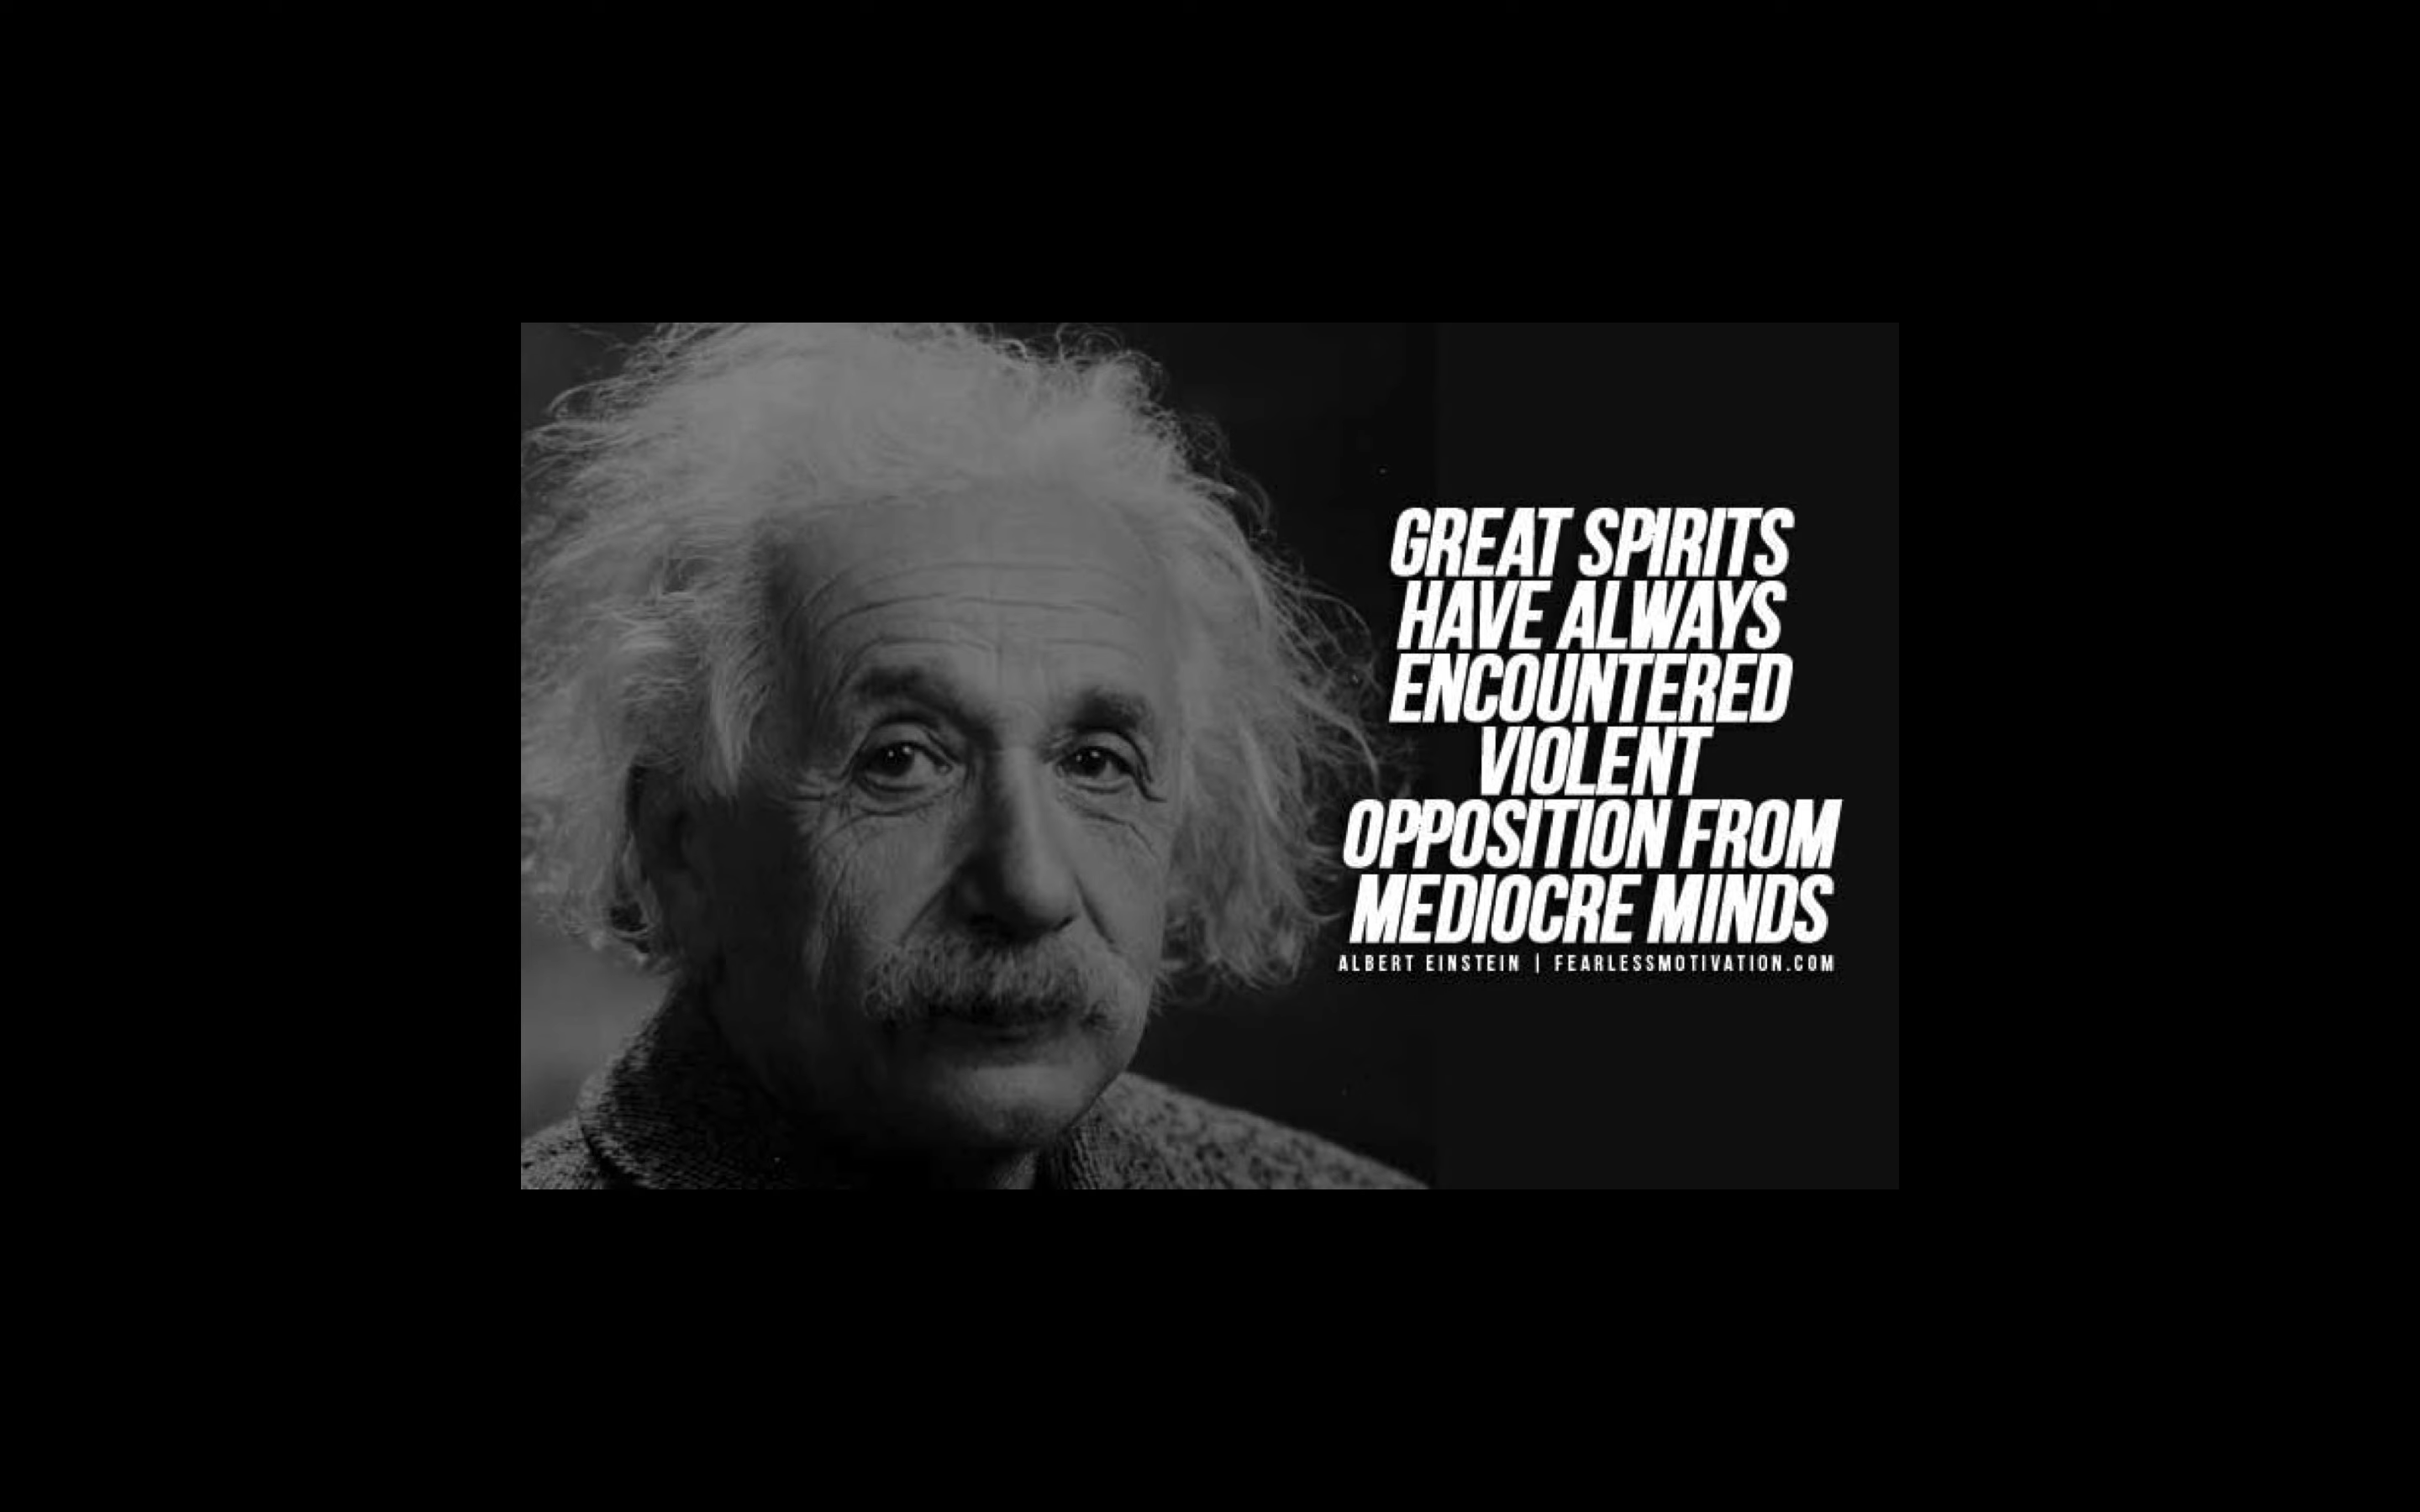 GREAT SPIRITS
HAVE ALWAYS
ENCOUNTERED
VIOLENT
OPPOSITION FROM
MEDIOCRE MINDS
ALBERT EINSTEIN | FEARLESSMOTIVATION.COM